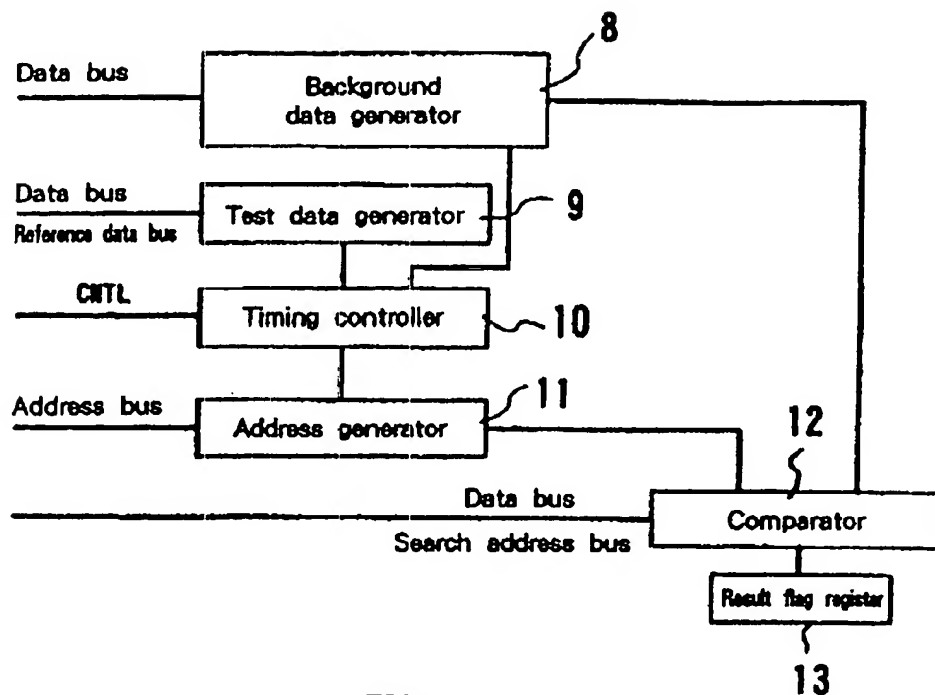 8
Data bus
Background
data generator
Data bus
Reference data bus
Test data generator
9
CNTL
Timing controller
10
Address bus
Address generator
11
12
Data bus
Search address bus
Comparator
Result flag register
13